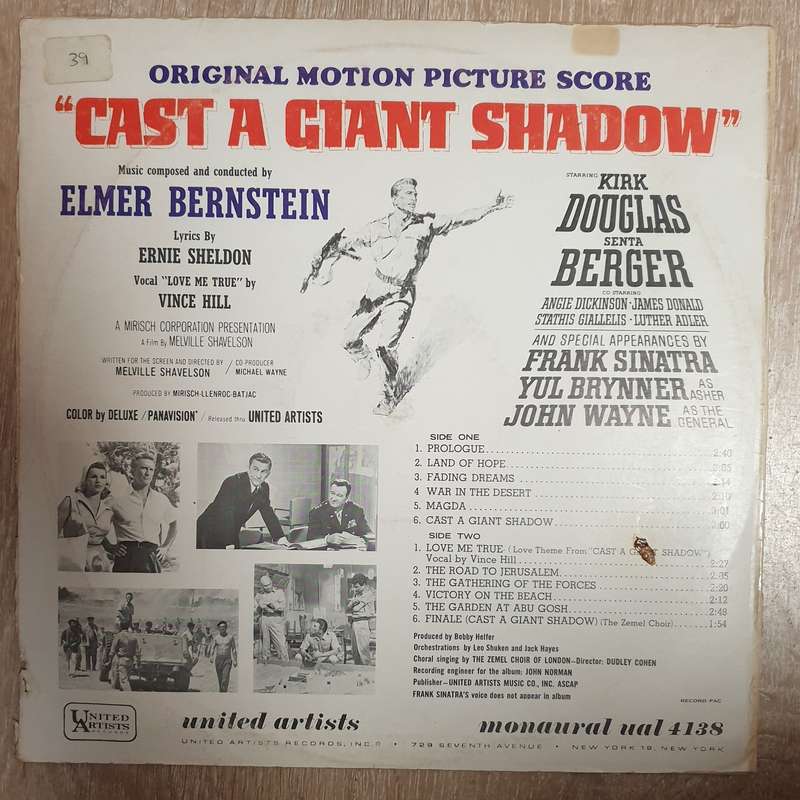 39
ORIGINAL MOTION PICTURE SCORE
"CAST A GIANT SHADOW"
Music composed and conducted by
ELMER BERNSTEIN
Lyrics By
ERNIE SHELDON
Vocal "LOVE ME TRUE" by
VINCE HILL
A MIRISCH CORPORATION PRESENTATION
A Film By MELVILLE SHAVELSON
WRITTEN FOR THE SCREEN AND DIRECTED BY
MELVILLE SHAVELSON / CO PRODUCER MICHAEL WAYNE
PRODUCED BY MIRISCH-LLENROC-BATJAC
COLOR by DELUXE / PANAVISION® / Released thru UNITED ARTISTS
STARRING KIRK
DOUGLAS
SENTA
BERGER
CO STARRING
ANGIE DICKINSON · JAMES DONALD
STATHIS GIALLELIS · LUTHER ADLER
AND SPECIAL APPEARANCES BY
FRANK SINATRA
YUL BRYNNER AS ASHER
JOHN WAYNE AS THE GENERAL
SIDE ONE
1. PROLOGUE 2:40
2. LAND OF HOPE
3. FADING DREAMS
4 WAR IN THE DESERT 2:10
5. MAGDA
6. CAST A GIANT SHADOW
SIDE TWO
1. LOVE ME TRUE- (Love Theme From "CAST A GIANT SHADOW")
Vocal by Vince Hill 2:27
2. THE ROAD TO JERUSALEM
3. THE GATHERING OF THE FORCES 2:20
4. VICTORY ON THE BEACH 2:12
5. THE GARDEN AT ABU GOSH 2:48
6. FINALE (CAST A GIANT SHADOW) (The Zemel Choir) 1:54
Produced by Bobby Helfer
Orchestrations by Leo Shuken and Jack Hayes
Choral singing by THE ZEMEL CHOIR OF LONDON—Director: DUDLEY COHEN
Recording engineer for the album: JOHN NORMAN
Publisher—UNITED ARTISTS MUSIC CO., INC. ASCAP
FRANK SINATRA'S voice does not appear in album
RECORD FAC
UNITED
ARTISTS
RECORDS
united artists
monaural ual 4138
UNITED ARTISTS RECORDS, INC. • 729 SEVENTH AVENUE • NEW YORK 19, NEW YORK